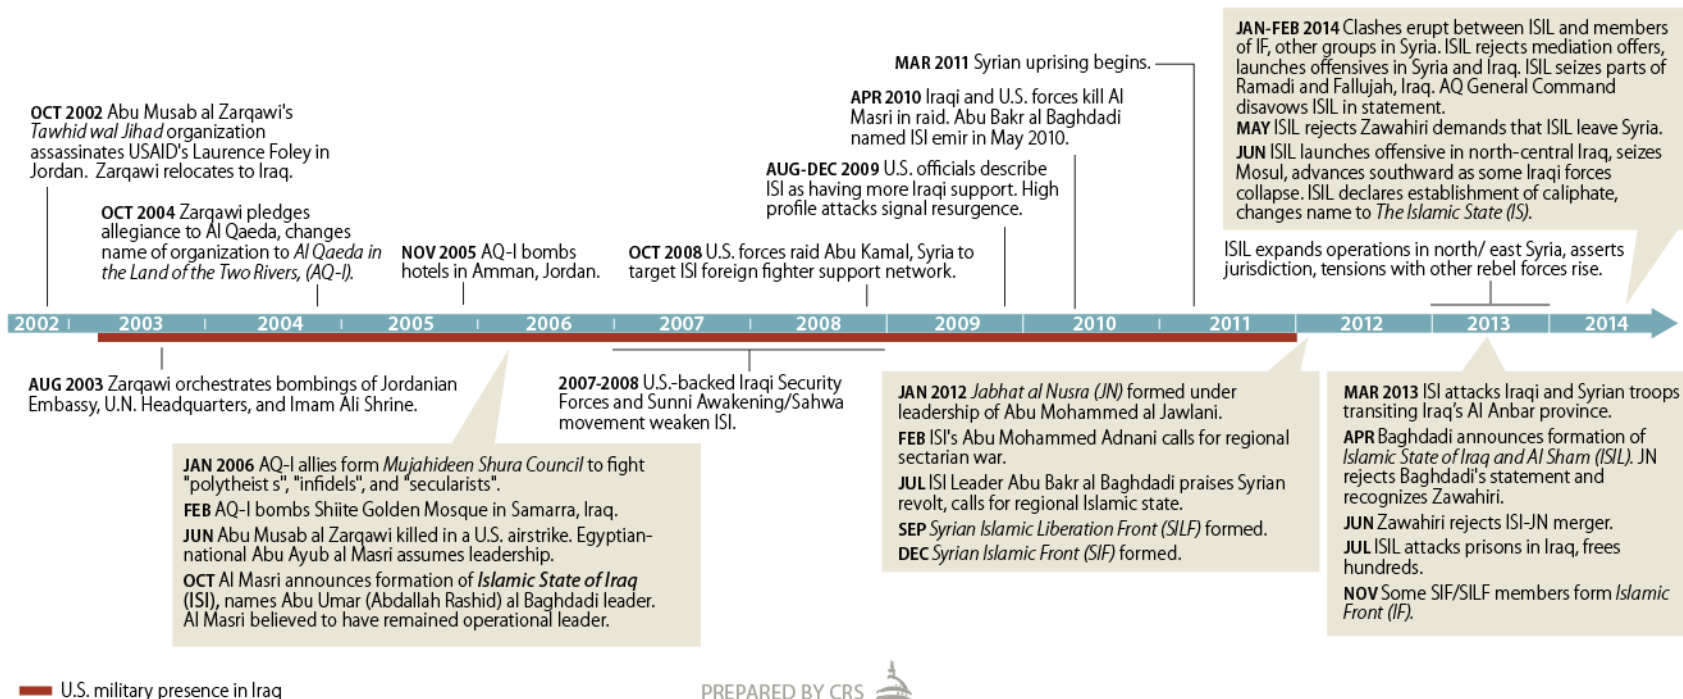 OCT 2002 Abu Musab al Zarqawi's
Tawhid wal Jihad organization
assassinates USAID's Laurence Foley in
Jordan. Zarqawi relocates to Iraq.
OCT 2004 Zarqawi pledges
allegiance to Al Qaeda, changes
name of organization to Al Qaeda in
the Land of the Two Rivers, (AQ-I).
NOV 2005 AQ-I bombs
hotels in Amman, Jordan.
OCT 2008 U.S. forces raid Abu Kamal, Syria to
target ISI foreign fighter support network.
AUG-DEC 2009 U.S. officials describe
ISI as having more Iraqi support. High
profile attacks signal resurgence.
APR 2010 Iraqi and U.S. forces kill Al
Masri in raid. Abu Bakr al Baghdadi
named ISI emir in May 2010.
MAR 2011 Syrian uprising begins.
JAN-FEB 2014 Clashes erupt between ISIL and members
of IF, other groups in Syria. ISIL rejects mediation offers,
launches offensives in Syria and Iraq. ISIL seizes parts of
Ramadi and Fallujah, Iraq. AQ General Command
disavows ISIL in statement.
MAY ISIL rejects Zawahiri demands that ISIL leave Syria.
JUN ISIL launches offensive in north-central Iraq, seizes
Mosul, advances southward as some Iraqi forces
collapse. ISIL declares establishment of caliphate,
changes name to The Islamic State (IS).
ISIL expands operations in north/ east Syria, asserts
jurisdiction, tensions with other rebel forces rise.
2002 2003 2004 2005 2006 2007 2008 2009 2010 2011 2012 2013 2014
AUG 2003 Zarqawi orchestrates bombings of Jordanian
Embassy, U.N. Headquarters, and Imam Ali Shrine.
JAN 2006 AQ-I allies form Mujahideen Shura Council to fight
"polytheist s", "infidels", and "secularists".
FEB AQ-I bombs Shiite Golden Mosque in Samarra, Iraq.
JUN Abu Musab al Zarqawi killed in a U.S. airstrike. Egyptian-
national Abu Ayub al Masri assumes leadership.
OCT Al Masri announces formation of Islamic State of Iraq
(ISI), names Abu Umar (Abdallah Rashid) al Baghdadi leader.
Al Masri believed to have remained operational leader.
2007-2008 U.S.-backed Iraqi Security
Forces and Sunni Awakening/Sahwa
movement weaken ISI.
JAN 2012 Jabhat al Nusra (JN) formed under
leadership of Abu Mohammed al Jawlani.
FEB ISI's Abu Mohammed Adnani calls for regional
sectarian war.
JUL ISI Leader Abu Bakr al Baghdadi praises Syrian
revolt, calls for regional Islamic state.
SEP Syrian Islamic Liberation Front (SILF) formed.
DEC Syrian Islamic Front (SIF) formed.
MAR 2013 ISI attacks Iraqi and Syrian troops
transiting Iraq's Al Anbar province.
APR Baghdadi announces formation of
Islamic State of Iraq and Al Sham (ISIL). JN
rejects Baghdadi's statement and
recognizes Zawahiri.
JUN Zawahiri rejects ISI-JN merger.
JUL ISIL attacks prisons in Iraq, frees
hundreds.
NOV Some SIF/SILF members form Islamic
Front (IF).
U.S. military presence in Iraq
PREPARED BY CRS